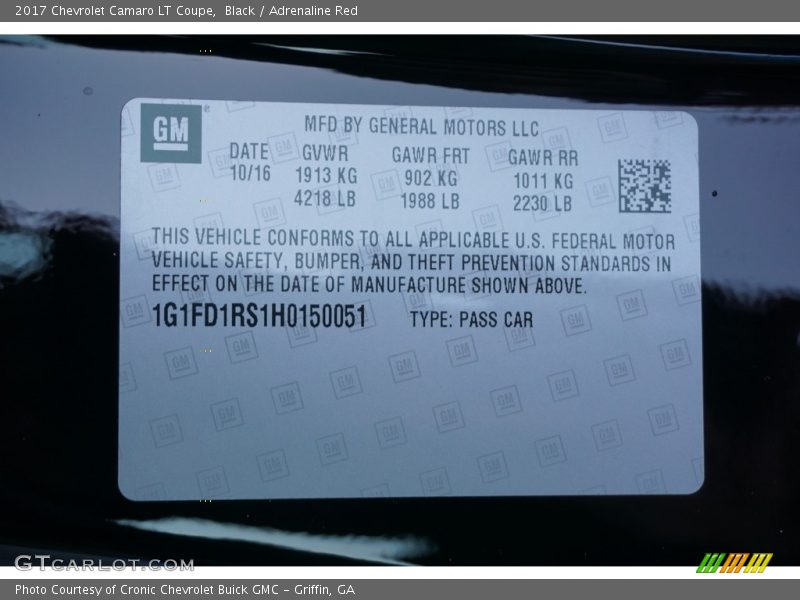 2017 Chevrolet Camaro LT Coupe, Black / Adrenaline Red
GM
MFD BY GENERAL MOTORS LLC
DATE GVWR GAWR FRT GAWR RR
10/16 1913 KG 902 KG 1011 KG
4218 LB 1988 LB 2230 LB
THIS VEHICLE CONFORMS TO ALL APPLICABLE U.S. FEDERAL MOTOR
VEHICLE SAFETY, BUMPER, AND THEFT PREVENTION STANDARDS IN
EFFECT ON THE DATE OF MANUFACTURE SHOWN ABOVE.
1G1FD1RS1H0150051 TYPE: PASS CAR
GTCARLOT.COM
Photo Courtesy of Cronic Chevrolet Buick GMC – Griffin, GA